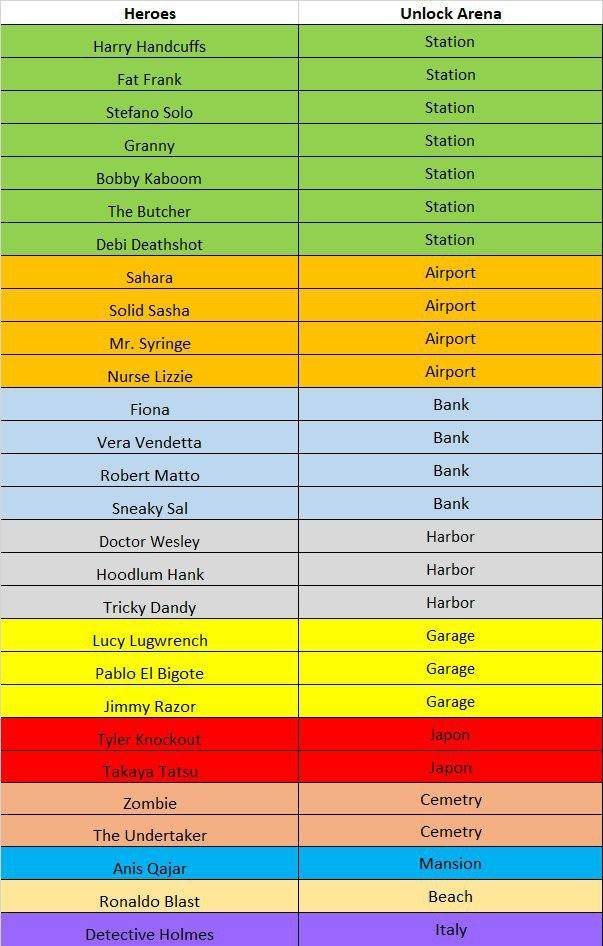 Heroes Unlock Arena
Harry Handcuffs Station
Fat Frank Station
Stefano Solo Station
Granny Station
Bobby Kaboom Station
The Butcher Station
Debi Deathshot Station
Sahara Airport
Solid Sasha Airport
Mr. Syringe Airport
Nurse Lizzie Airport
Fiona Bank
Vera Vendetta Bank
Robert Matto Bank
Sneaky Sal Bank
Doctor Wesley Harbor
Hoodlum Hank Harbor
Tricky Dandy Harbor
Lucy Lugwrench Garage
Pablo El Bigote Garage
Jimmy Razor Garage
Tyler Knockout Japon
Takaya Tatsu Japon
Zombie Cemetry
The Undertaker Cemetry
Anis Qajar Mansion
Ronaldo Blast Beach
Detective Holmes Italy